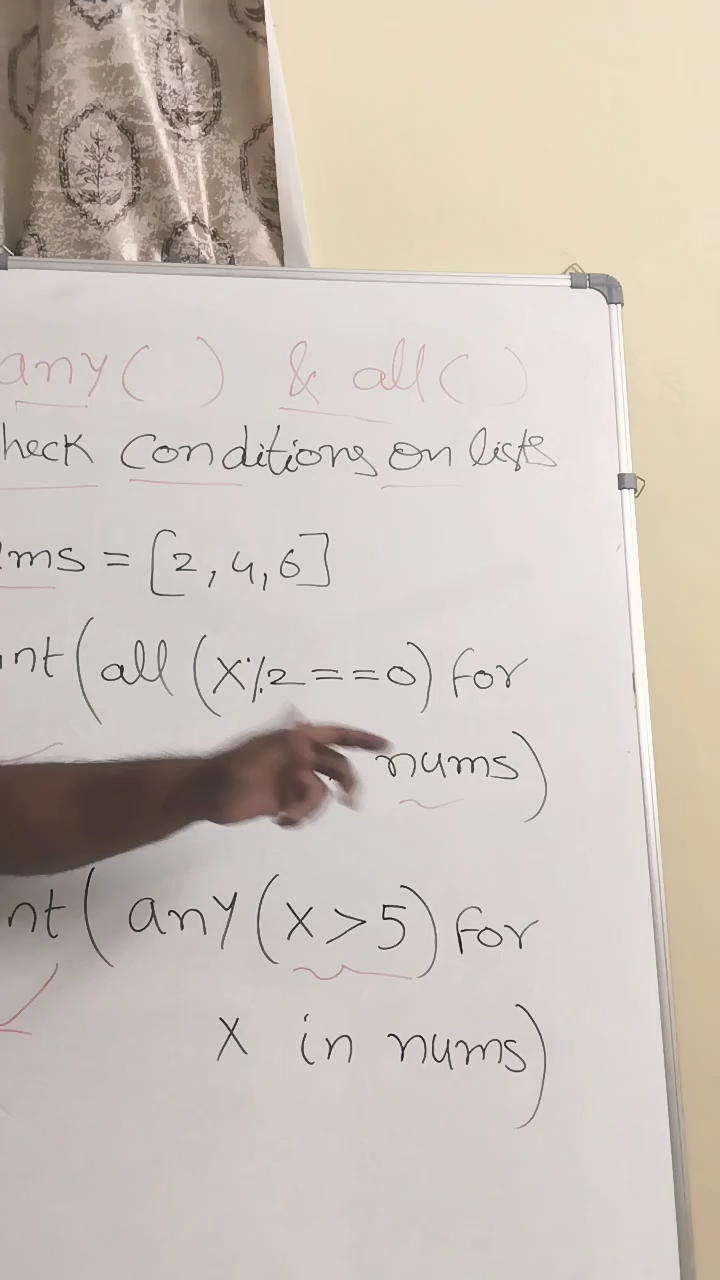 any( ) & all( )
heck conditions on lists
ms = [2, 4, 6]
nt(all (x%2==0) for
nums)
nt( any(x>5) for
x in nums)